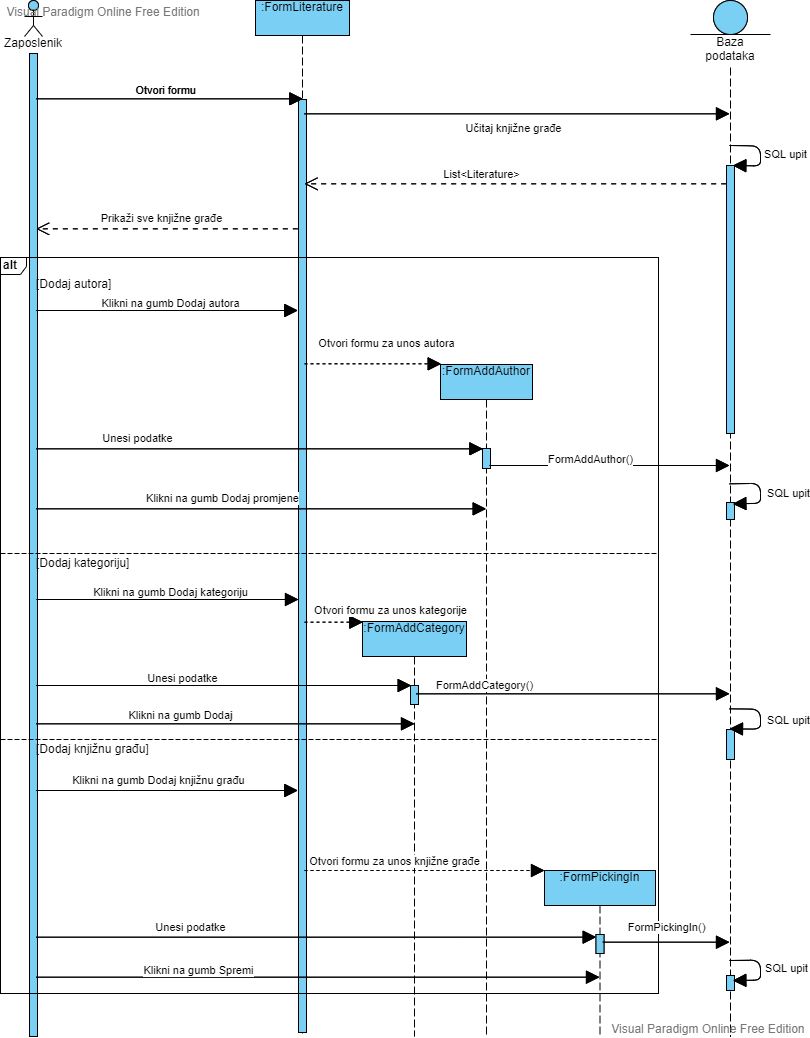 Visual Paradigm Online Free Edition
:FormLiterature
Zaposlenik
Baza
podataka
Otvori formu
Učitaj knjižne građe
SQL upit
List<Literature>
Prikaži sve knjižne građe
alt
[Dodaj autora]
Klikni na gumb Dodaj autora
Otvori formu za unos autora
:FormAddAuthor
Unesi podatke
FormAddAuthor()
SQL upit
Klikni na gumb Dodaj promjene
[Dodaj kategoriju]
Klikni na gumb Dodaj kategoriju
Otvori formu za unos kategorije
:FormAddCategory
Unesi podatke
FormAddCategory()
Klikni na gumb Dodaj
SQL upit
[Dodaj knjižnu građu]
Klikni na gumb Dodaj knjižnu građu
Otvori formu za unos knjižne građe
:FormPickingIn
Unesi podatke
FormPickingIn()
Klikni na gumb Spremi
SQL upit
Visual Paradigm Online Free Edition